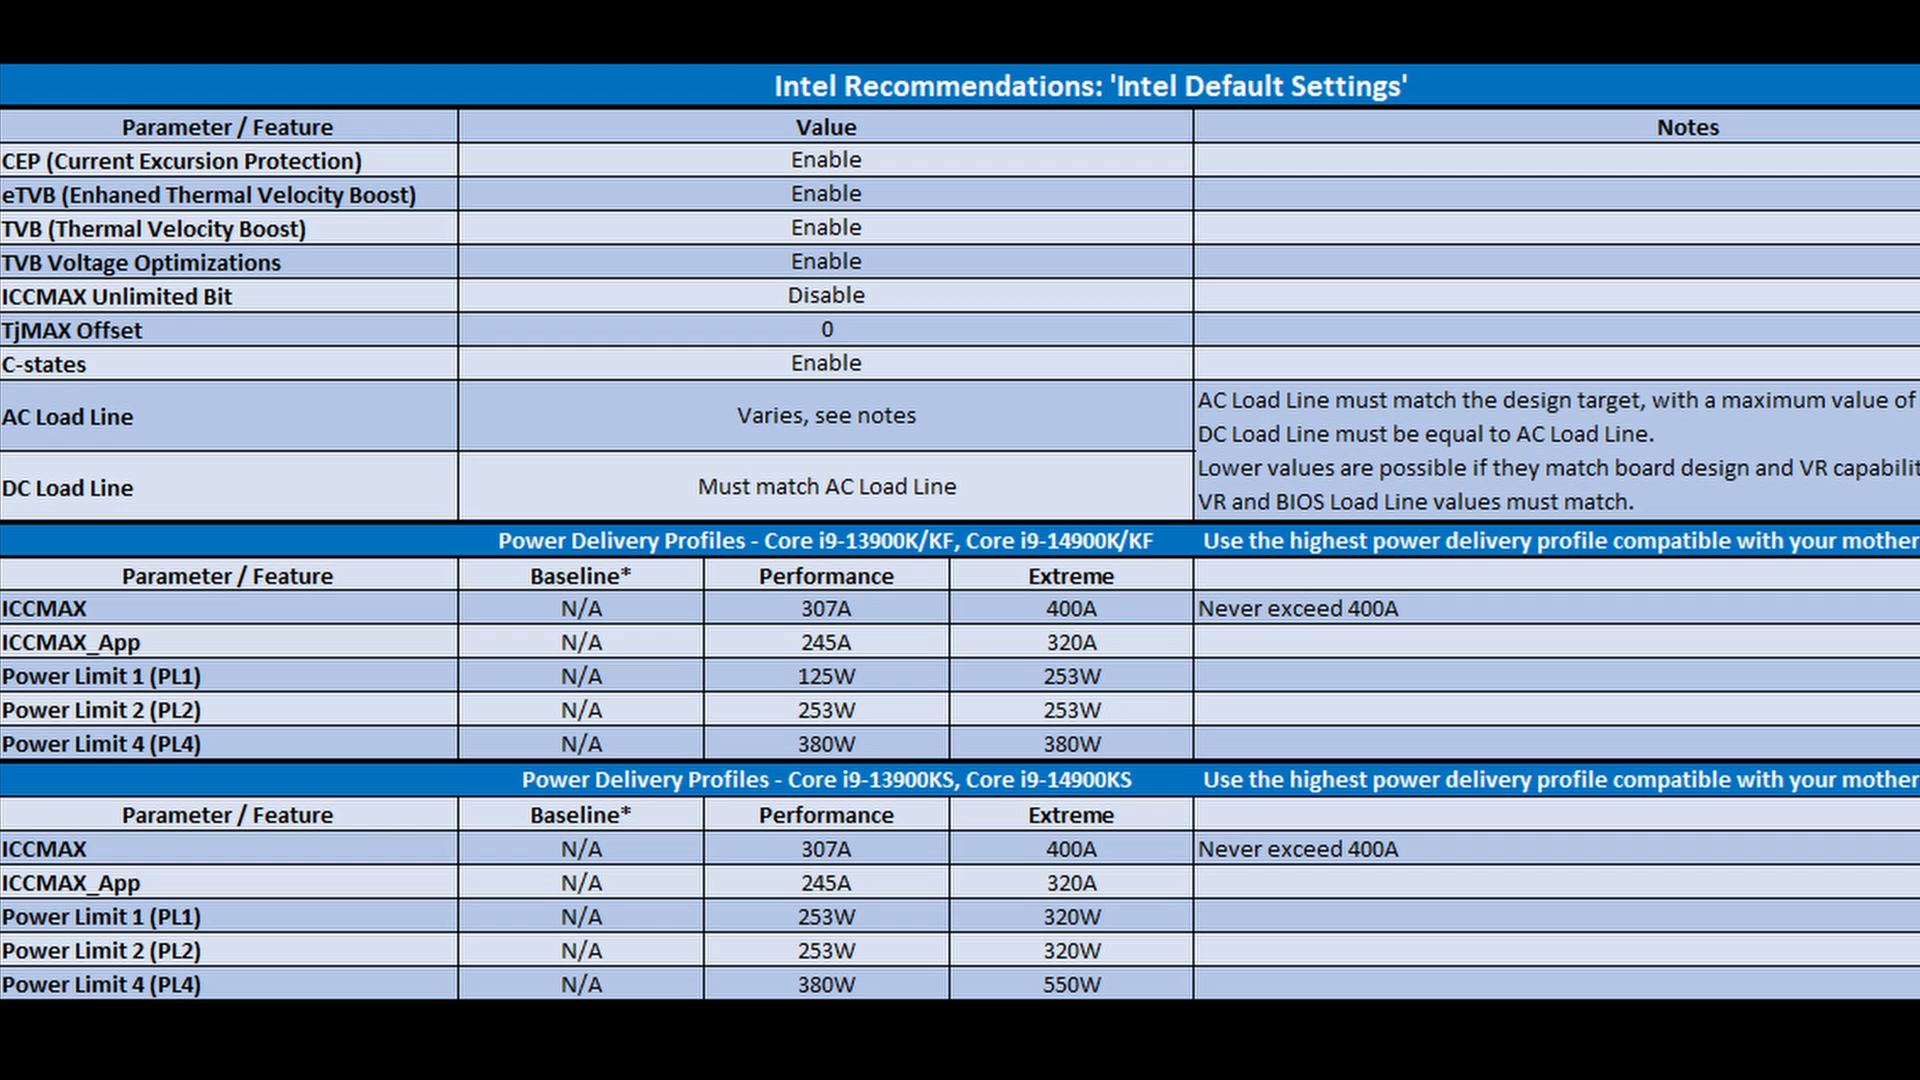 Intel Recommendations: 'Intel Default Settings'
Parameter / Feature Value Notes
CEP (Current Excursion Protection) Enable
eTVB (Enhaned Thermal Velocity Boost) Enable
TVB (Thermal Velocity Boost) Enable
TVB Voltage Optimizations Enable
ICCMAX Unlimited Bit Disable
TjMAX Offset 0
C-states Enable
AC Load Line Varies, see notes
AC Load Line must match the design target, with a maximum value of
DC Load Line must be equal to AC Load Line.
DC Load Line Must match AC Load Line
Lower values are possible if they match board design and VR
VR and BIOS Load Line values must match.
Power Delivery Profiles - Core i9-13900K/KF, Core i9-14900K/KF Use the highest power delivery profile compatible with your
Parameter / Feature Baseline* Performance Extreme
ICCMAX N/A 307A 400A Never exceed 400A
ICCMAX_App N/A 245A 320A
Power Limit 1 (PL1) N/A 125W 253W
Power Limit 2 (PL2) N/A 253W 253W
Power Limit 4 (PL4) N/A 380W 380W
Power Delivery Profiles - Core i9-13900KS, Core i9-14900KS Use the highest power delivery profile compatible with your
Parameter / Feature Baseline* Performance Extreme
ICCMAX N/A 307A 400A Never exceed 400A
ICCMAX_App N/A 245A 320A
Power Limit 1 (PL1) N/A 253W 320W
Power Limit 2 (PL2) N/A 253W 320W
Power Limit 4 (PL4) N/A 380W 550W